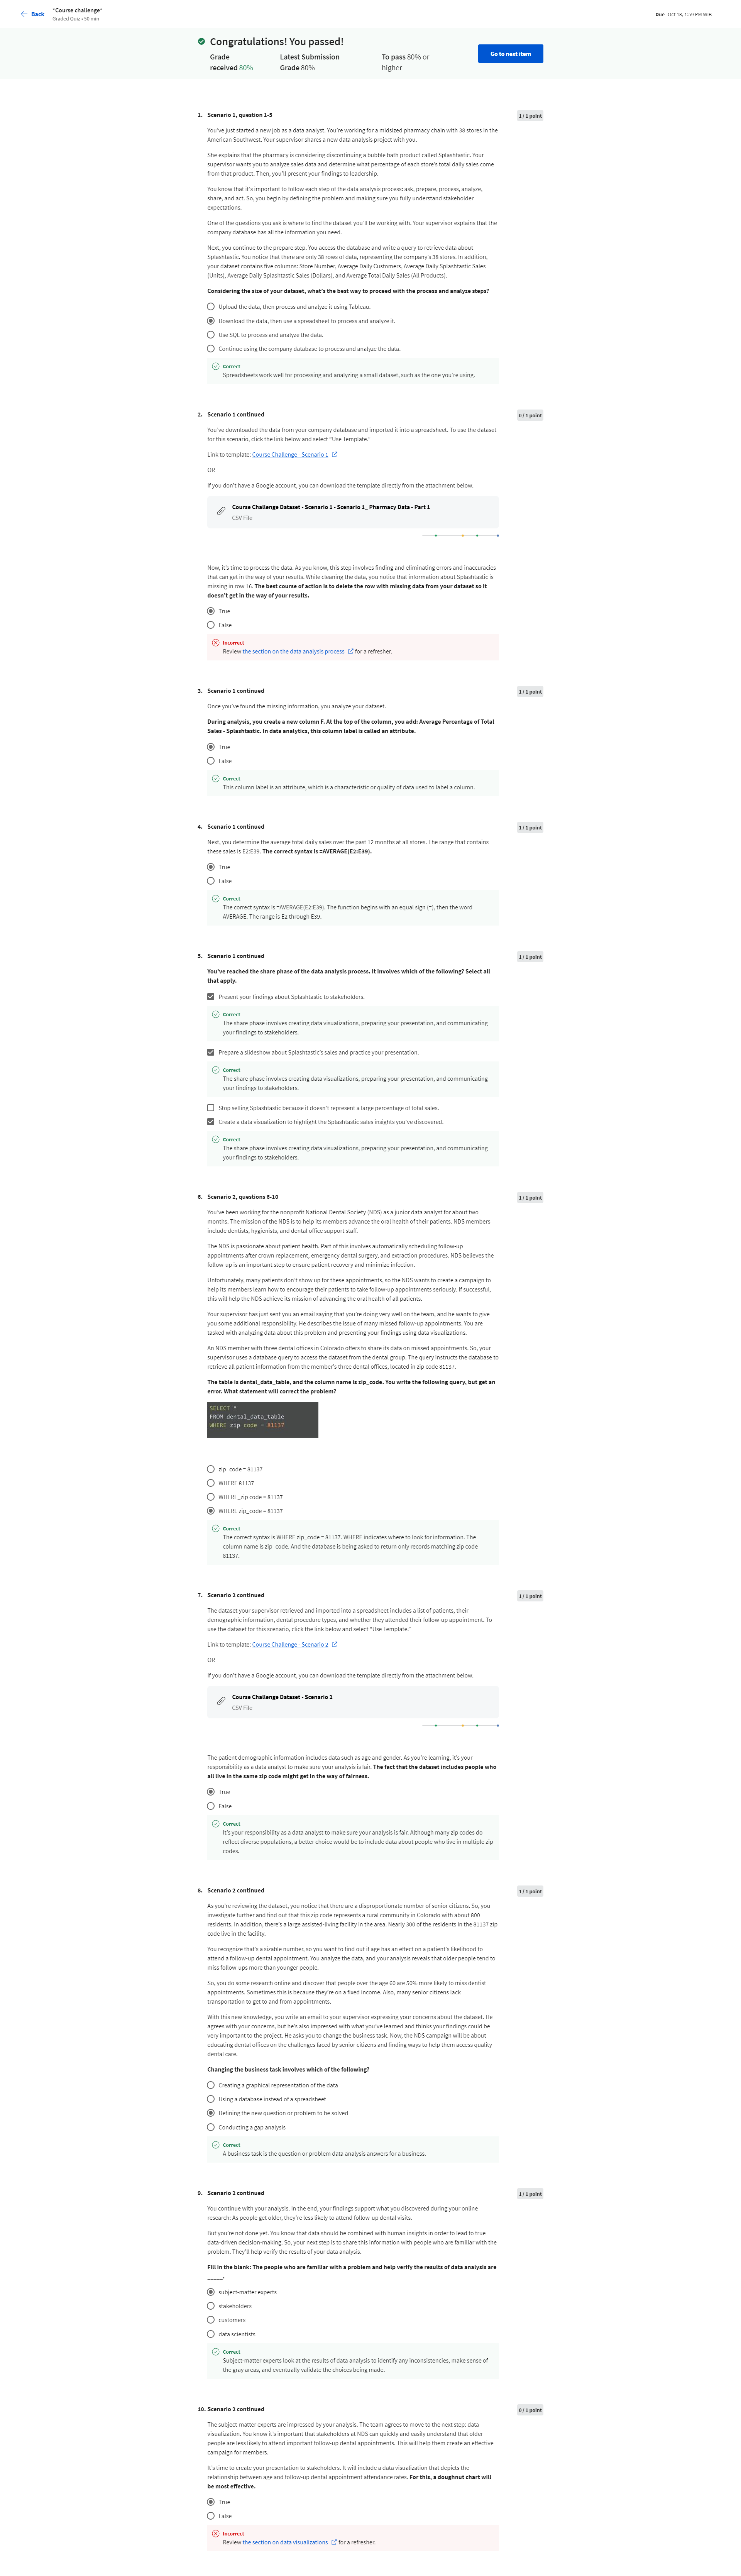 Back
"Course challenge"
Graded Quiz • 50 min
Due Oct 18, 1:59 PM WIB
Congratulations! You passed!
Grade received 80%
Latest Submission Grade 80%
To pass 80% or higher
Go to next item
1. Scenario 1, question 1-5
1 / 1 point
You've just started a new job as a data analyst. You're working for a midsized pharmacy chain with 38 stores in the
American Southwest. Your supervisor shares a new data analysis project with you.
She explains that the pharmacy is considering discontinuing a bubble bath product called Splashtastic. Your
supervisor wants you to analyze sales data and determine what percentage of each store's total daily sales come
from that product. Then, you'll present your findings to leadership.
You know that it's important to follow each step of the data analysis process: ask, prepare, process, analyze,
share, and act. So, you begin by defining the problem and making sure you fully understand stakeholder
expectations.
One of the questions you ask is where to find the dataset you'll be working with. Your supervisor explains that the
company database has all the information you need.
Next, you continue to the prepare step. You access the database and write a query to retrieve data about
Splashtastic. You notice that there are only 38 rows of data, representing the company's 38 stores. In addition,
your dataset contains five columns: Store Number, Average Daily Customers, Average Daily Splashtastic Sales
(Units), Average Daily Splashtastic Sales (Dollars), and Average Total Daily Sales (All Products).
Considering the size of your dataset, what's the best way to proceed with the process and analyze steps?
Upload the data, then process and analyze it using Tableau.
Download the data, then use a spreadsheet to process and analyze it.
Use SQL to process and analyze the data.
Continue using the company database to process and analyze the data.
Correct
Spreadsheets work well for processing and analyzing a small dataset, such as the one you're using.
2. Scenario 1 continued
0 / 1 point
You've downloaded the data from your company database and imported it into a spreadsheet. To use the dataset
for this scenario, click the link below and select “Use Template.”
Link to template: Course Challenge - Scenario 1
OR
If you don't have a Google account, you can download the template directly from the attachment below.
Course Challenge Dataset - Scenario 1 - Scenario 1_ Pharmacy Data - Part 1
CSV File
Now, it's time to process the data. As you know, this step involves finding and eliminating errors and inaccuracies
that can get in the way of your results. While cleaning the data, you notice that information about Splashtastic is
missing in row 16. The best course of action is to delete the row with missing data from your dataset so it
doesn't get in the way of your results.
True
False
Incorrect
Review the section on the data analysis process for a refresher.
3. Scenario 1 continued
1 / 1 point
Once you've found the missing information, you analyze your dataset.
During analysis, you create a new column F. At the top of the column, you add: Average Percentage of Total
Sales - Splashtastic. In data analytics, this column label is called an attribute.
True
False
Correct
This column label is an attribute, which is a characteristic or quality of data used to label a column.
4. Scenario 1 continued
1 / 1 point
Next, you determine the average total daily sales over the past 12 months at all stores. The range that contains
these sales is E2:E39. The correct syntax is =AVERAGE(E2:E39).
True
False
Correct
The correct syntax is =AVERAGE(E2:E39). The function begins with an equal sign (=), then the word
AVERAGE. The range is E2 through E39.
5. Scenario 1 continued
1 / 1 point
You've reached the share phase of the data analysis process. It involves which of the following? Select all
that apply.
Present your findings about Splashtastic to stakeholders.
Correct
The share phase involves creating data visualizations, preparing your presentation, and communicating
your findings to stakeholders.
Prepare a slideshow about Splashtastic's sales and practice your presentation.
Correct
The share phase involves creating data visualizations, preparing your presentation, and communicating
your findings to stakeholders.
Stop selling Splashtastic because it doesn't represent a large percentage of total sales.
Create a data visualization to highlight the Splashtastic sales insights you've discovered.
Correct
The share phase involves creating data visualizations, preparing your presentation, and communicating
your findings to stakeholders.
6. Scenario 2, questions 6-10
1 / 1 point
You've been working for the nonprofit National Dental Society (NDS) as a junior data analyst for about two
months. The mission of the NDS is to help its members advance the oral health of their patients. NDS members
include dentists, hygienists, and dental office support staff.
The NDS is passionate about patient health. Part of this involves automatically scheduling follow-up
appointments after crown replacement, emergency dental surgery, and extraction procedures. NDS believes the
follow-up is an important step to ensure patient recovery and minimize infection.
Unfortunately, many patients don't show up for these appointments, so the NDS wants to create a campaign to
help its members learn how to encourage their patients to take follow-up appointments seriously. If successful,
this will help the NDS achieve its mission of advancing the oral health of all patients.
Your supervisor has just sent you an email saying that you're doing very well on the team, and he wants to give
you some additional responsibility. He describes the issue of many missed follow-up appointments. You are
tasked with analyzing data about this problem and presenting your findings using data visualizations.
An NDS member with three dental offices in Colorado offers to share its data on missed appointments. So, your
supervisor uses a database query to access the dataset from the dental group. The query instructs the database to
retrieve all patient information from the member's three dental offices, located in zip code 81137.
The table is dental_data_table, and the column name is zip_code. You write the following query, but get an
error. What statement will correct the problem?
SELECT *
FROM dental_data_table
WHERE zip code = 81137
zip_code = 81137
WHERE 81137
WHERE_zip code = 81137
WHERE zip_code = 81137
Correct
The correct syntax is WHERE zip_code = 81137. WHERE indicates where to look for information. The
column name is zip_code. And the database is being asked to return only records matching zip code
81137.
7. Scenario 2 continued
1 / 1 point
The dataset your supervisor retrieved and imported into a spreadsheet includes a list of patients, their
demographic information, dental procedure types, and whether they attended their follow-up appointment. To
use the dataset for this scenario, click the link below and select “Use Template.”
Link to template: Course Challenge - Scenario 2
OR
If you don't have a Google account, you can download the template directly from the attachment below.
Course Challenge Dataset - Scenario 2
CSV File
The patient demographic information includes data such as age and gender. As you're learning, it's your
responsibility as a data analyst to make sure your analysis is fair. The fact that the dataset includes people who
all live in the same zip code might get in the way of fairness.
True
False
Correct
It's your responsibility as a data analyst to make sure your analysis is fair. Although many zip codes do
reflect diverse populations, a better choice would be to include data about people who live in multiple zip
codes.
8. Scenario 2 continued
1 / 1 point
As you're reviewing the dataset, you notice that there are a disproportionate number of senior citizens. So, you
investigate further and find out that this zip code represents a rural community in Colorado with about 800
residents. In addition, there's a large assisted-living facility in the area. Nearly 300 of the residents in the 81137 zip
code live in the facility.
You recognize that's a sizable number, so you want to find out if age has an effect on a patient's likelihood to
attend a follow-up dental appointment. You analyze the data, and your analysis reveals that older people tend to
miss follow-ups more than younger people.
So, you do some research online and discover that people over the age 60 are 50% more likely to miss dentist
appointments. Sometimes this is because they're on a fixed income. Also, many senior citizens lack
transportation to get to and from appointments.
With this new knowledge, you write an email to your supervisor expressing your concerns about the dataset. He
agrees with your concerns, but he's also impressed with what you've learned and thinks your findings could be
very important to the project. He asks you to change the business task. Now, the NDS campaign will be about
educating dental offices on the challenges faced by senior citizens and finding ways to help them access quality
dental care.
Changing the business task involves which of the following?
Creating a graphical representation of the data
Using a database instead of a spreadsheet
Defining the new question or problem to be solved
Conducting a gap analysis
Correct
A business task is the question or problem data analysis answers for a business.
9. Scenario 2 continued
1 / 1 point
You continue with your analysis. In the end, your findings support what you discovered during your online
research: As people get older, they're less likely to attend follow-up dental visits.
But you're not done yet. You know that data should be combined with human insights in order to lead to true
data-driven decision-making. So, your next step is to share this information with people who are familiar with the
problem. They'll help verify the results of your data analysis.
Fill in the blank: The people who are familiar with a problem and help verify the results of data analysis are
_____.
subject-matter experts
stakeholders
customers
data scientists
Correct
Subject-matter experts look at the results of data analysis to identify any inconsistencies, make sense of
the gray areas, and eventually validate the choices being made.
10. Scenario 2 continued
0 / 1 point
The subject-matter experts are impressed by your analysis. The team agrees to move to the next step: data
visualization. You know it's important that stakeholders at NDS can quickly and easily understand that older
people are less likely to attend important follow-up dental appointments. This will help them create an effective
campaign for members.
It's time to create your presentation to stakeholders. It will include a data visualization that depicts the
relationship between age and follow-up dental appointment attendance rates. For this, a doughnut chart will
be most effective.
True
False
Incorrect
Review the section on data visualizations for a refresher.